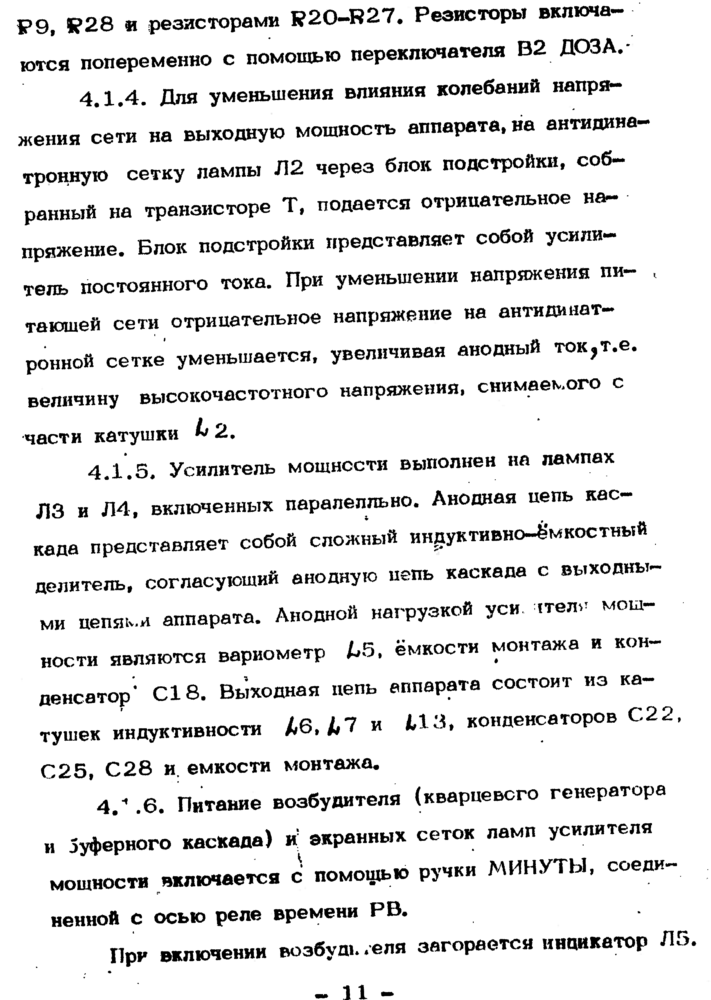 R9, R28 и резисторами R20-R27. Резисторы включа-
ются попеременно с помощью переключателя В2 ДОЗА.
4.1.4. Для уменьшения влияния колебаний напря-
жения сети на выходную мощность аппарата, на антидина-
тронную сетку лампы Л2 через блок подстройки, соб-
ранный на транзисторе Т, подается отрицательное на-
пряжение. Блок подстройки представляет собой усили-
тель постоянного тока. При уменьшении напряжения пи-
тающей сети отрицательное напряжение на антидинат-
ронной сетке уменьшается, увеличивая анодный ток, т.е.
величину высокочастотного напряжения, снимаемого с
части катушки L2.
4.1.5. Усилитель мощности выполнен на лампах
Л3 и Л4, включенных паралелльно. Анодная цепь кас-
када представляет собой сложный индуктивно-ёмкостный
делитель, согласующий анодную цепь каскада с выходны-
ми цепями аппарата. Анодной нагрузкой усилителя мощ-
ности являются вариометр L5, ёмкости монтажа и кон-
денсатор С18. Выходная цепь аппарата состоит из ка-
тушек индуктивности L6, L7 и L13, конденсаторов С22,
С25, С28 и емкости монтажа.
4.1.6. Питание возбудителя (кварцевого генератора
и буферного каскада) и экранных сеток ламп усилителя
мощности включается с помощью ручки МИНУТЫ, соеди-
ненной с осью реле времени РВ.
При включении возбудителя загорается индикатор Л5.
- 11 -